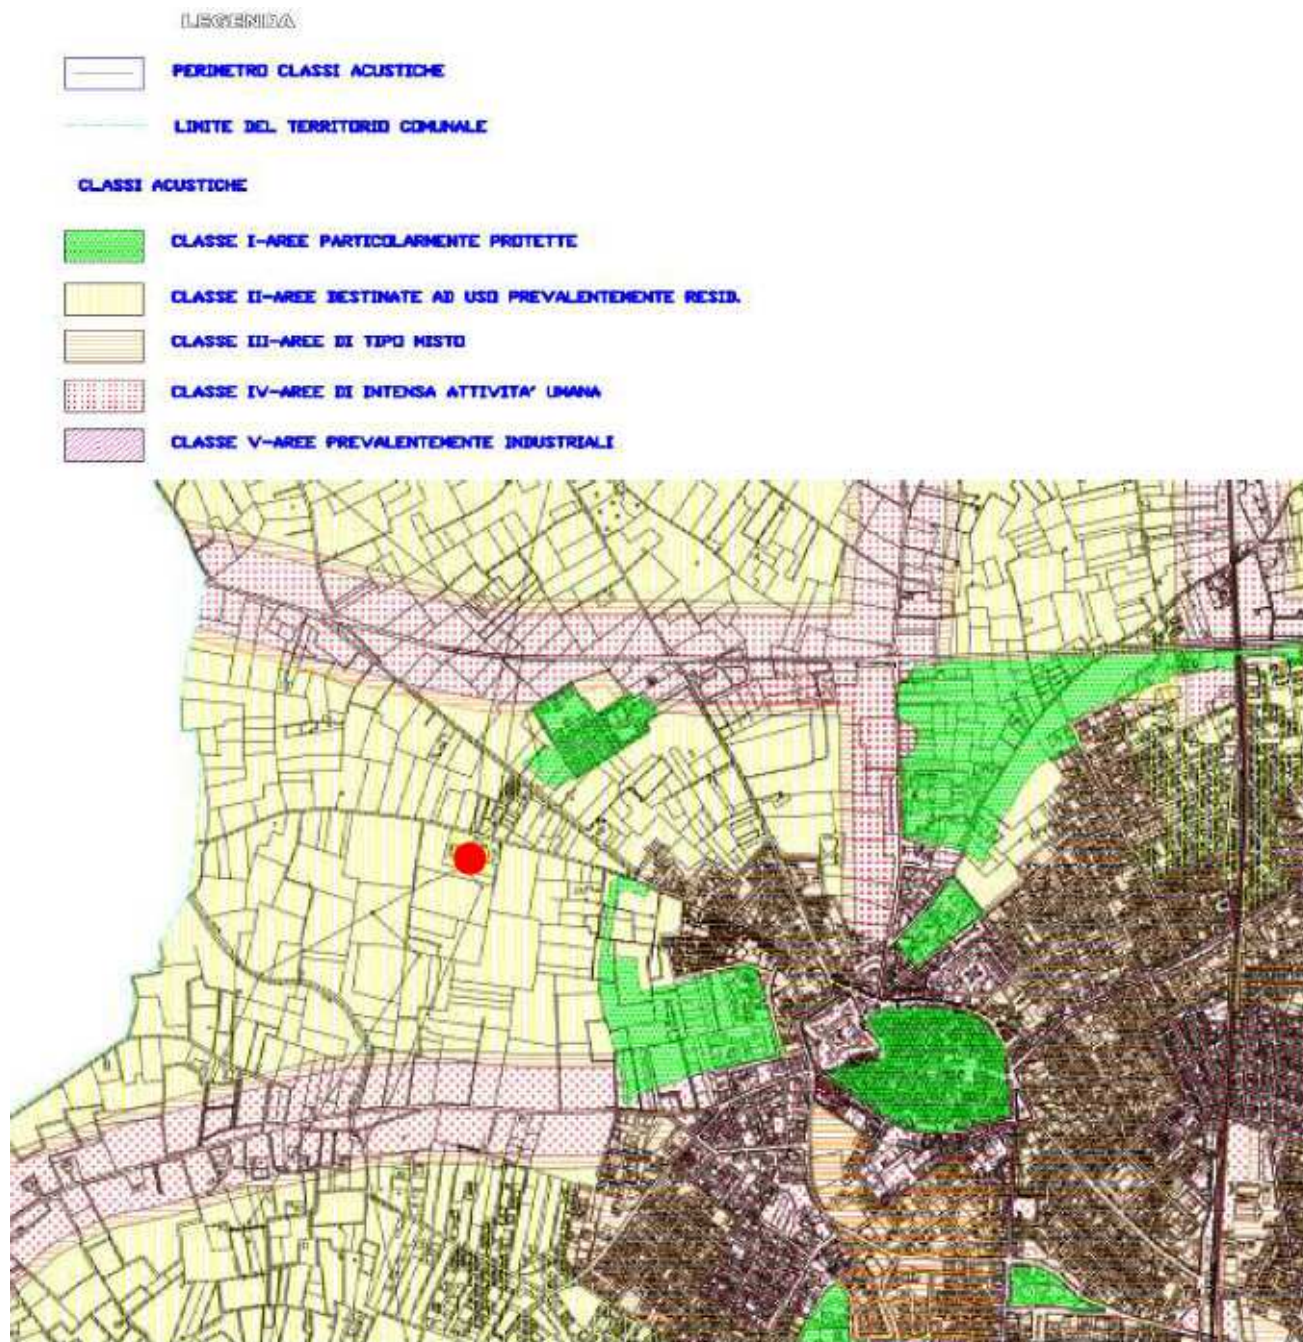 LEGENDA
PERIMETRO CLASSI ACUSTICHE
LIMITE DEL TERRITORIO COMUNALE
CLASSI ACUSTICHE
CLASSE I-AREE PARTICOLARMENTE PROTETTE
CLASSE II-AREE DESTINATE AD USO PREVALENTEMENTE RESID.
CLASSE III-AREE DI TIPO MISTO
CLASSE IV-AREE DI INTENSA ATTIVITA' UMANA
CLASSE V-AREE PREVALENTEMENTE INDUSTRIALI